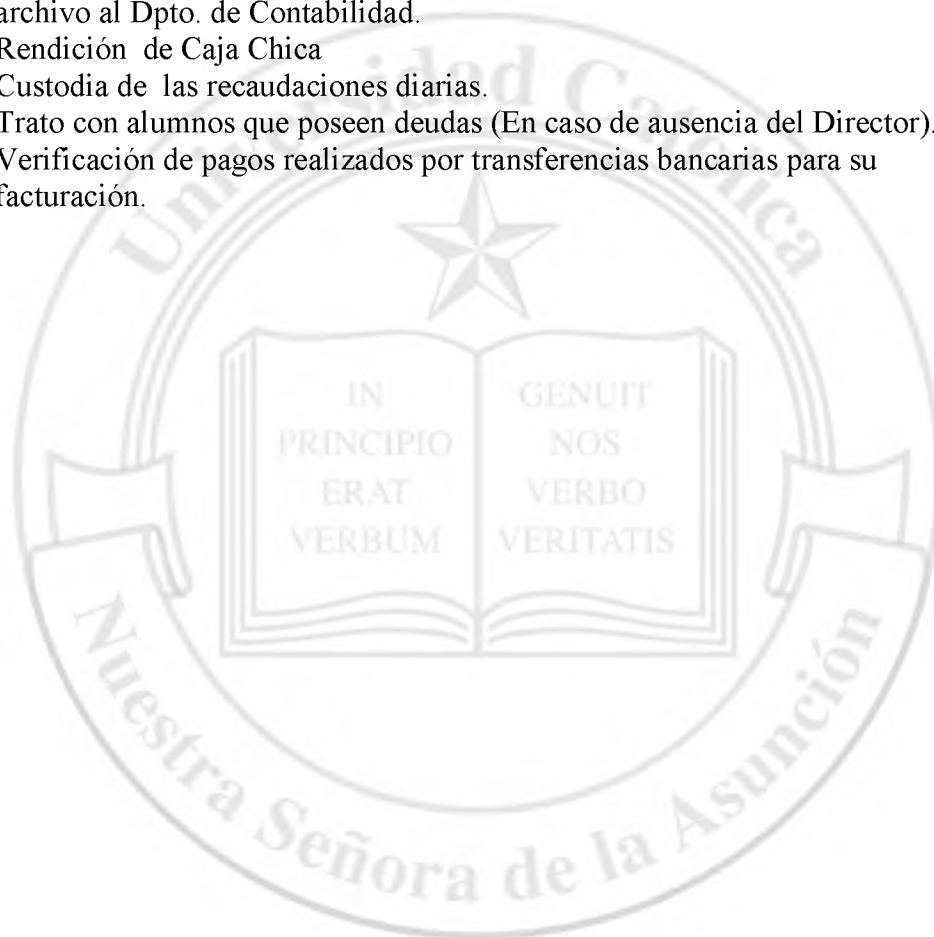 archivo al Dpto. de Contabilidad.
Rendición de Caja Chica
Custodia de las recaudaciones diarias.
Trato con alumnos que poseen deudas (En caso de ausencia del Director).
Verificación de pagos realizados por transferencias bancarias para su
facturación.
Universidad Católica
IN
PRINCIPIO
ERAT
VERBUM
GENUIT
NOS
VERBO
VERITATIS
Nuestra Señora de la Asunción